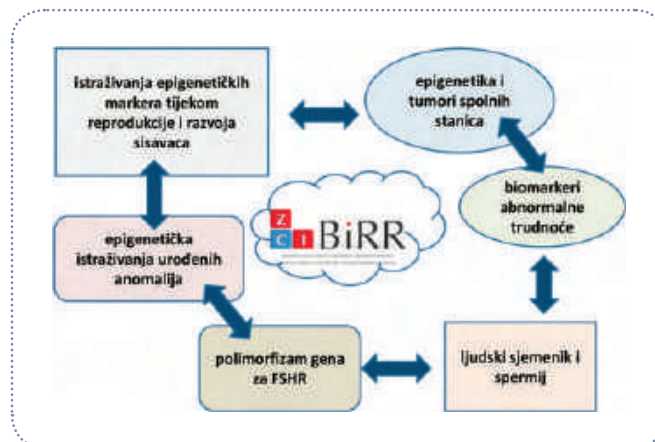 istraživanja epigenetičkih
markera tijekom
reprodukcije i razvoja
sisavaca
epigenetika i
tumori spolnih
stanica
biomarkeri
abnormalne
trudnoće
epigenetička
istraživanja urođenih
anomalija
Z
C I BiRR
polimorfizam gena
za FSHR
ljudski sjemenik i
spermij